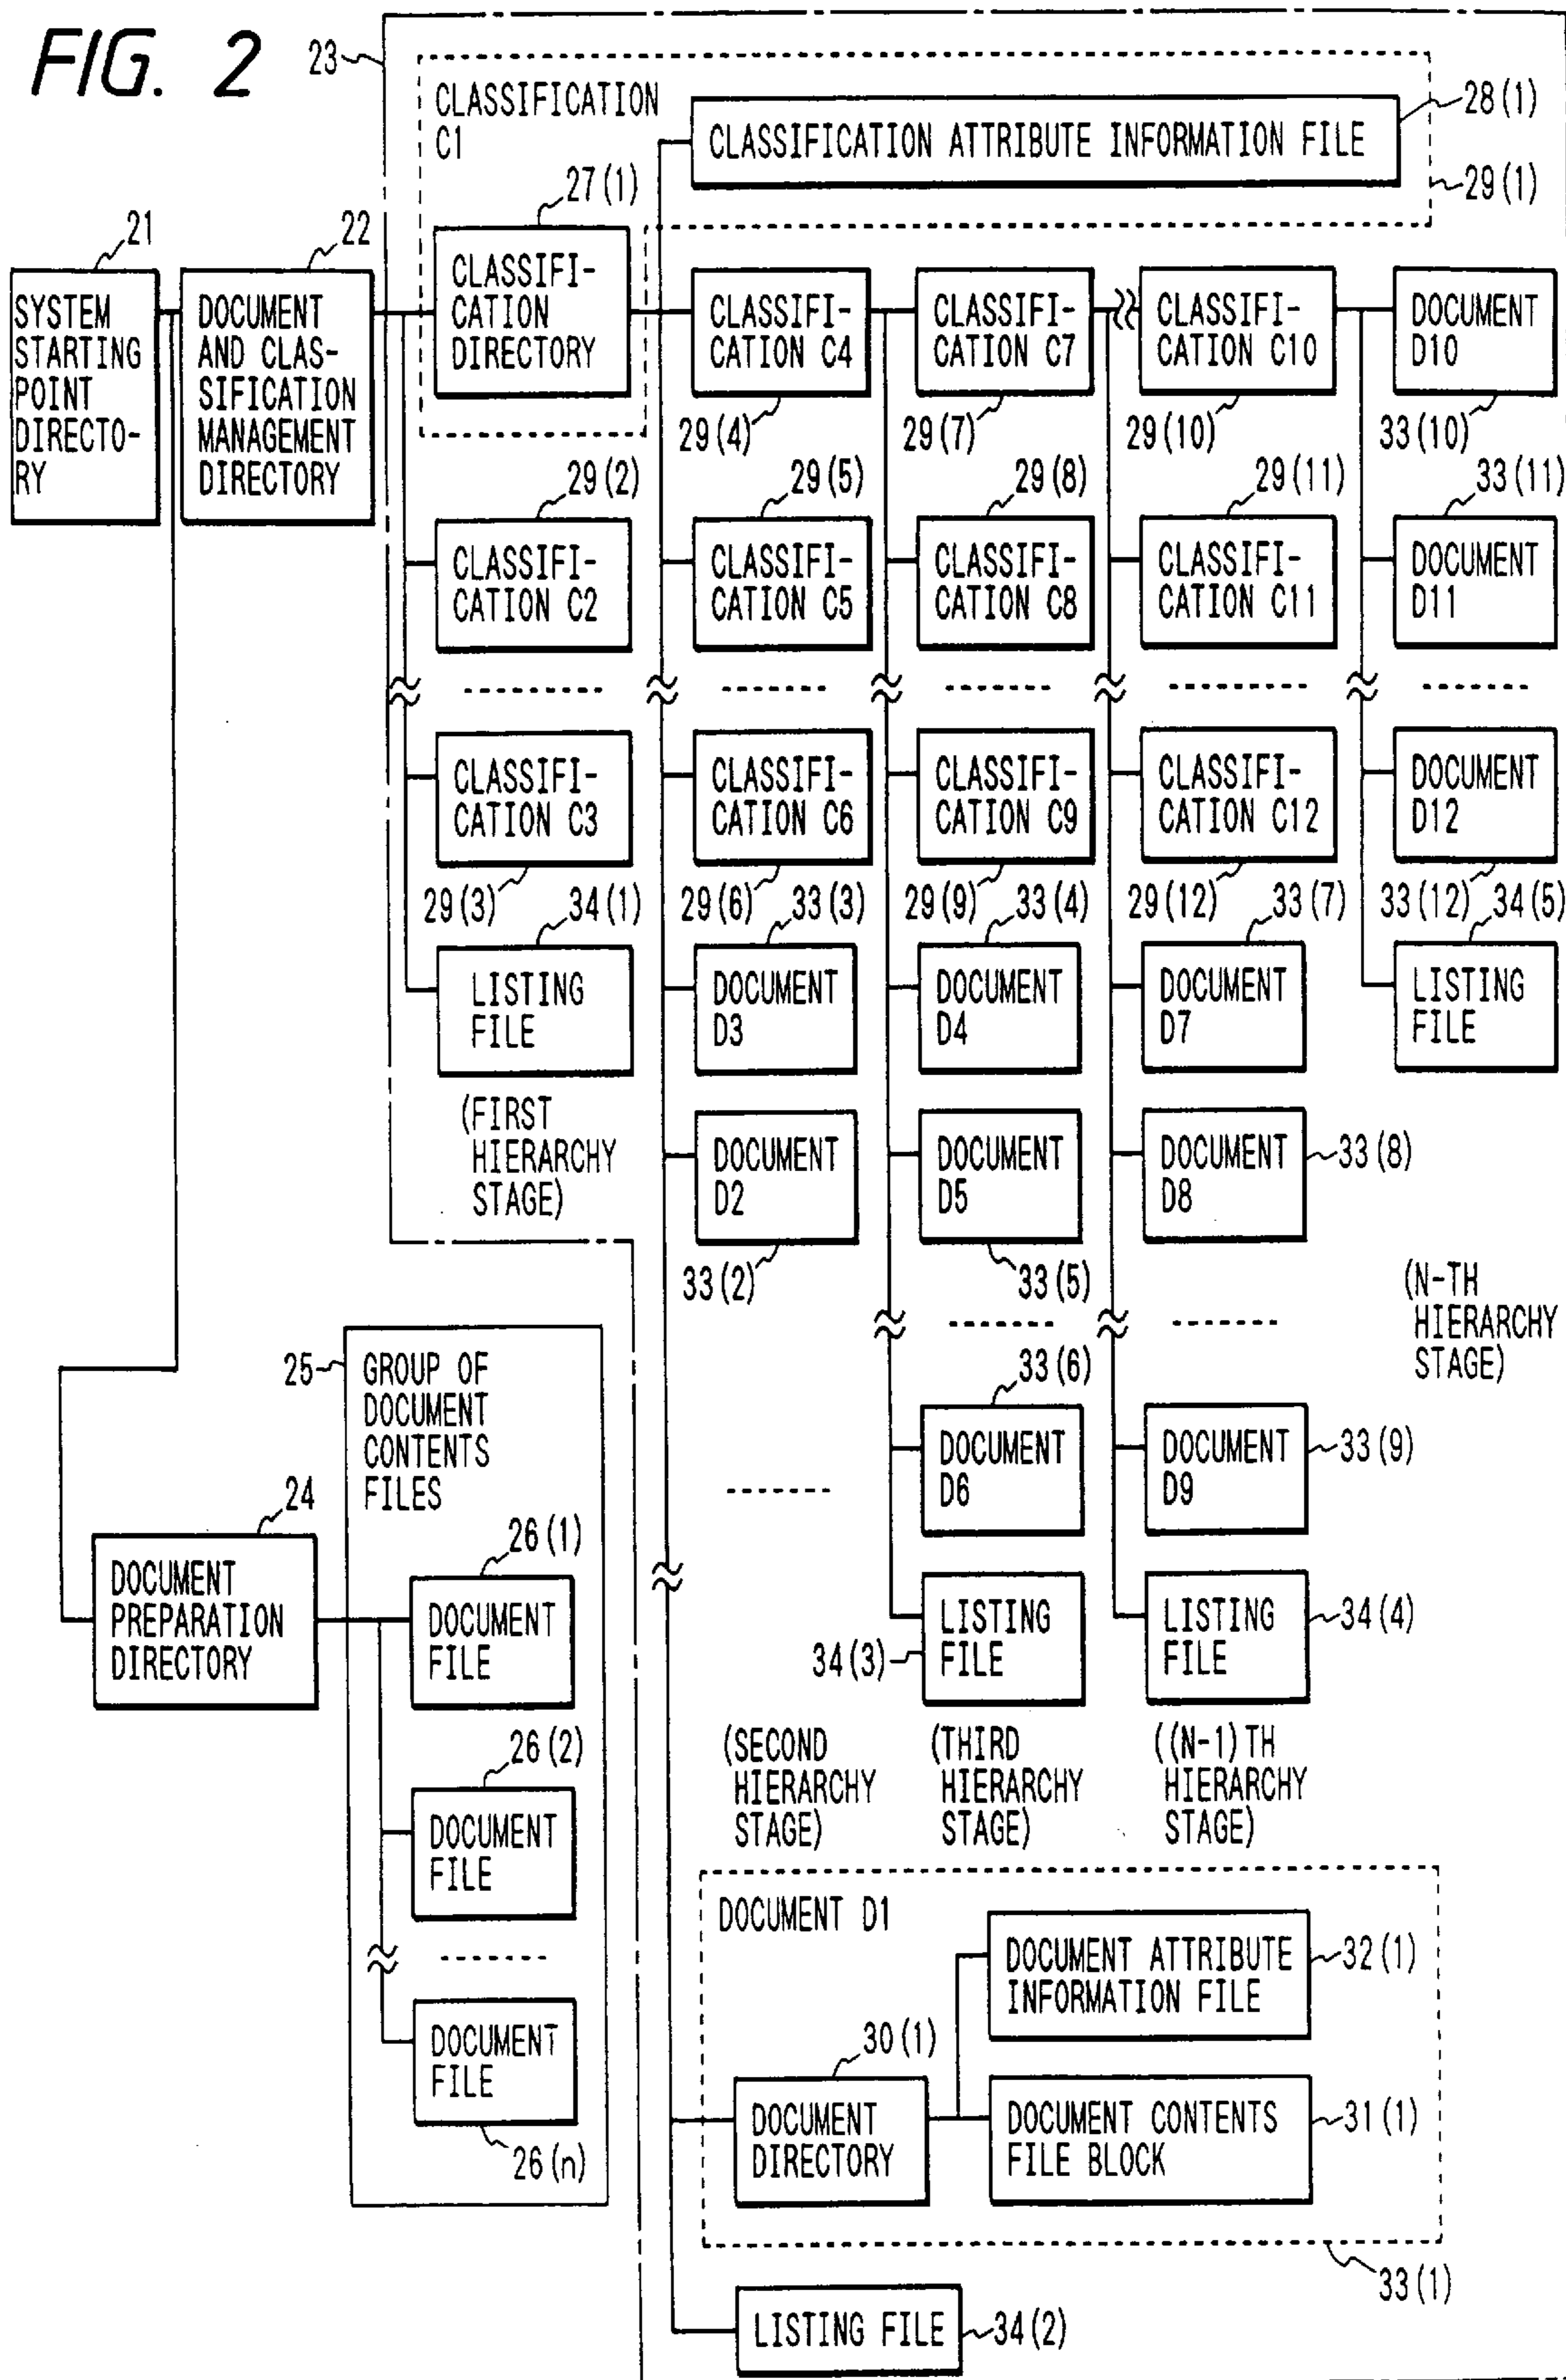 FIG. 2
23
CLASSIFICATION
C1
CLASSIFICATION ATTRIBUTE INFORMATION FILE
28(1)
29(1)
27(1)
21
22
SYSTEM
STARTING
POINT
DIRECTO-
RY
DOCUMENT
AND CLAS-
SIFICATION
MANAGEMENT
DIRECTORY
CLASSIFI-
CATION
DIRECTORY
CLASSIFI-
CATION C4
CLASSIFI-
CATION C7
CLASSIFI-
CATION C10
DOCUMENT
D10
29(4)
29(7)
29(10)
33(10)
29(2)
29(5)
29(8)
29(11)
33(11)
CLASSIFI-
CATION C2
CLASSIFI-
CATION C5
CLASSIFI-
CATION C8
CLASSIFI-
CATION C11
DOCUMENT
D11
CLASSIFI-
CATION C3
CLASSIFI-
CATION C6
CLASSIFI-
CATION C9
CLASSIFI-
CATION C12
DOCUMENT
D12
29(3)
34(1)
29(6)
33(3)
29(9)
33(4)
29(12)
33(7)
33(12)
34(5)
LISTING
FILE
DOCUMENT
D3
DOCUMENT
D4
DOCUMENT
D7
LISTING
FILE
(FIRST
HIERARCHY
STAGE)
DOCUMENT
D2
DOCUMENT
D5
DOCUMENT
D8
33(8)
33(2)
33(5)
(N-TH
HIERARCHY
STAGE)
25
GROUP OF
DOCUMENT
CONTENTS
FILES
33(6)
DOCUMENT
D6
DOCUMENT
D9
33(9)
24
DOCUMENT
PREPARATION
DIRECTORY
26(1)
DOCUMENT
FILE
34(3)
LISTING
FILE
LISTING
FILE
34(4)
26(2)
DOCUMENT
FILE
(SECOND
HIERARCHY
STAGE)
(THIRD
HIERARCHY
STAGE)
((N-1)TH
HIERARCHY
STAGE)
DOCUMENT D1
DOCUMENT ATTRIBUTE
INFORMATION FILE
32(1)
DOCUMENT
FILE
26(n)
30(1)
DOCUMENT
DIRECTORY
DOCUMENT CONTENTS
FILE BLOCK
31(1)
33(1)
LISTING FILE
34(2)